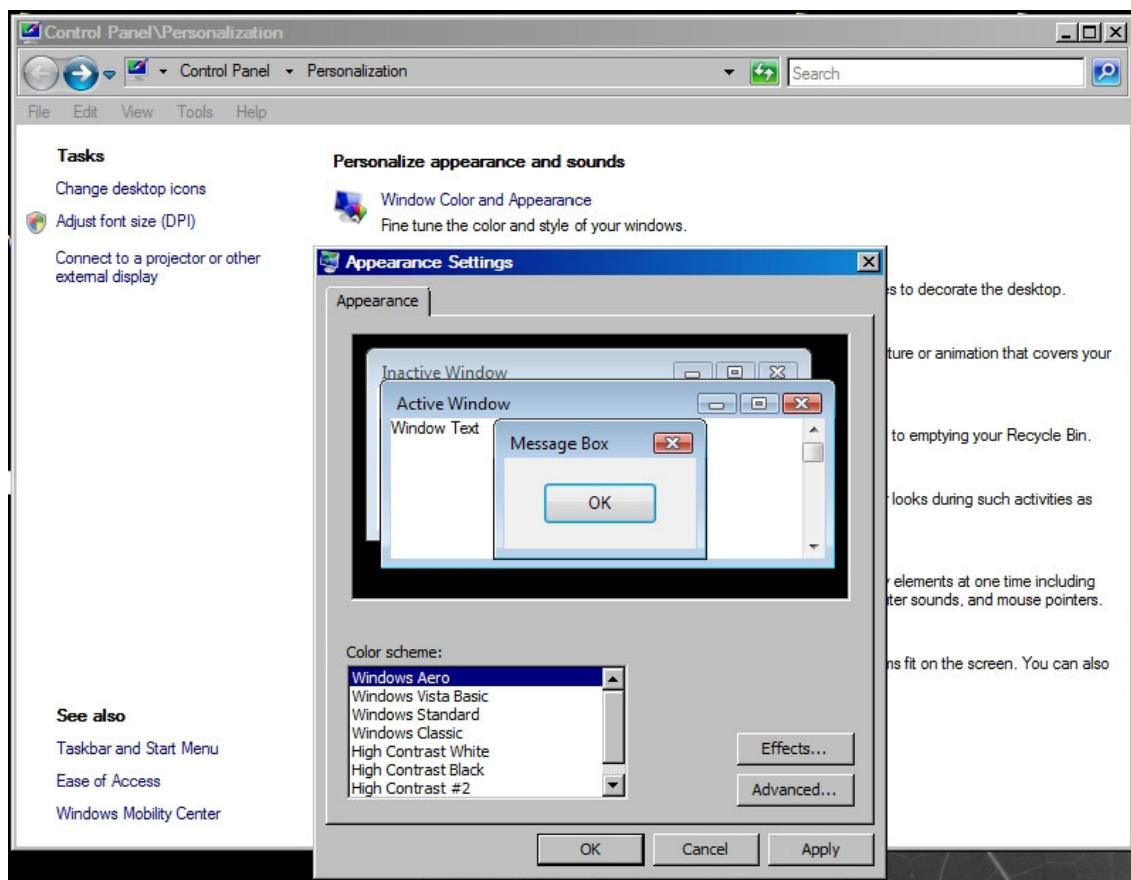 Control Panel\Personalization
Control Panel Personalization
Search
File Edit View Tools Help
Tasks
Change desktop icons
Adjust font size (DPI)
Connect to a projector or other
external display
Personalize appearance and sounds
Window Color and Appearance
Fine tune the color and style of your windows.
Appearance Settings
Appearance
Inactive Window
Active Window
Window Text
Message Box
OK
Color scheme:
Windows Aero
Windows Vista Basic
Windows Standard
Windows Classic
High Contrast White
High Contrast Black
High Contrast #2
Effects...
Advanced...
OK Cancel Apply
to decorate the desktop.
or animation that covers your
to emptying your Recycle Bin.
looks during such activities as
elements at one time including
sounds, and mouse pointers.
fit on the screen. You can also
See also
Taskbar and Start Menu
Ease of Access
Windows Mobility Center